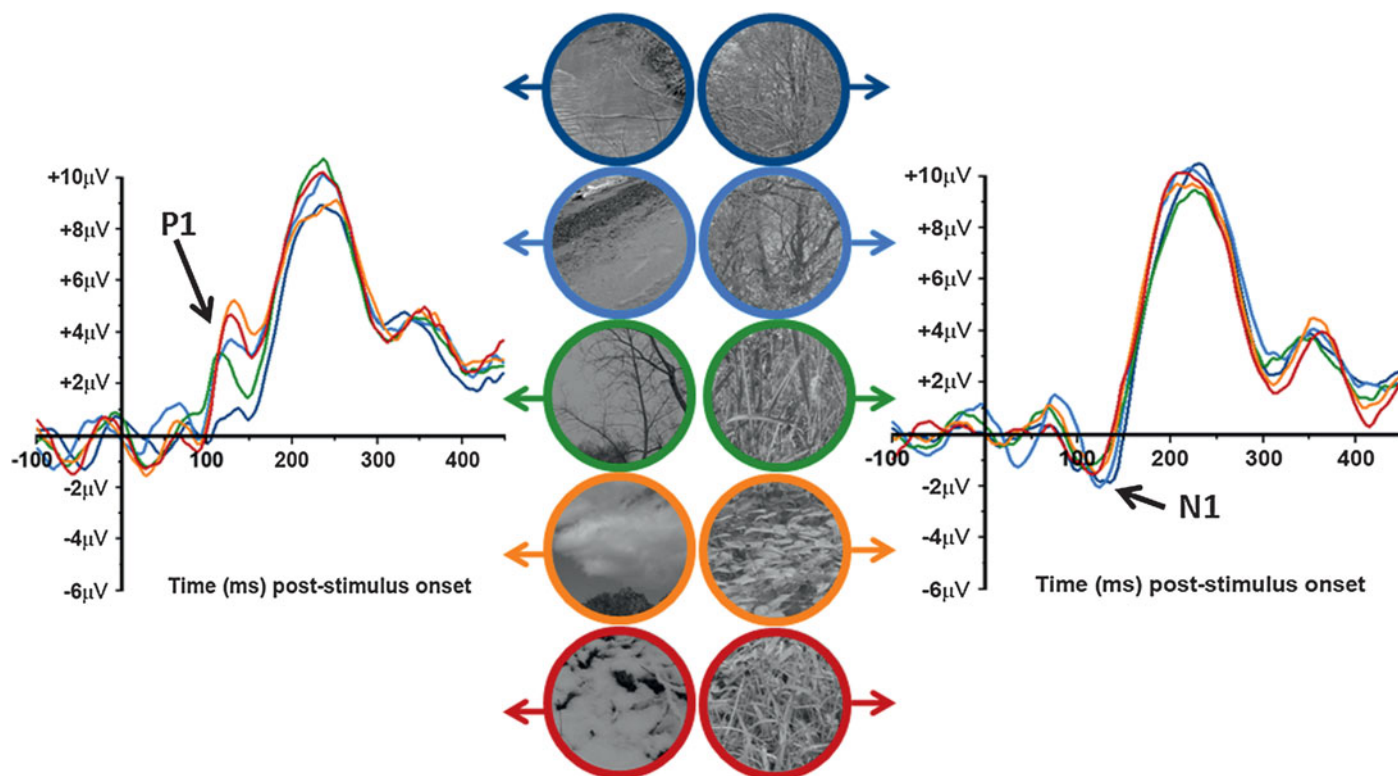 +10µV
+8µV
+6µV
+4µV
+2µV
-2µV
-4µV
-6µV
-100
100
200
300
400
P1
Time (ms) post-stimulus onset
+10µV
+8µV
+6µV
+4µV
+2µV
-2µV
-4µV
-6µV
-100
100
200
300
400
N1
Time (ms) post-stimulus onset